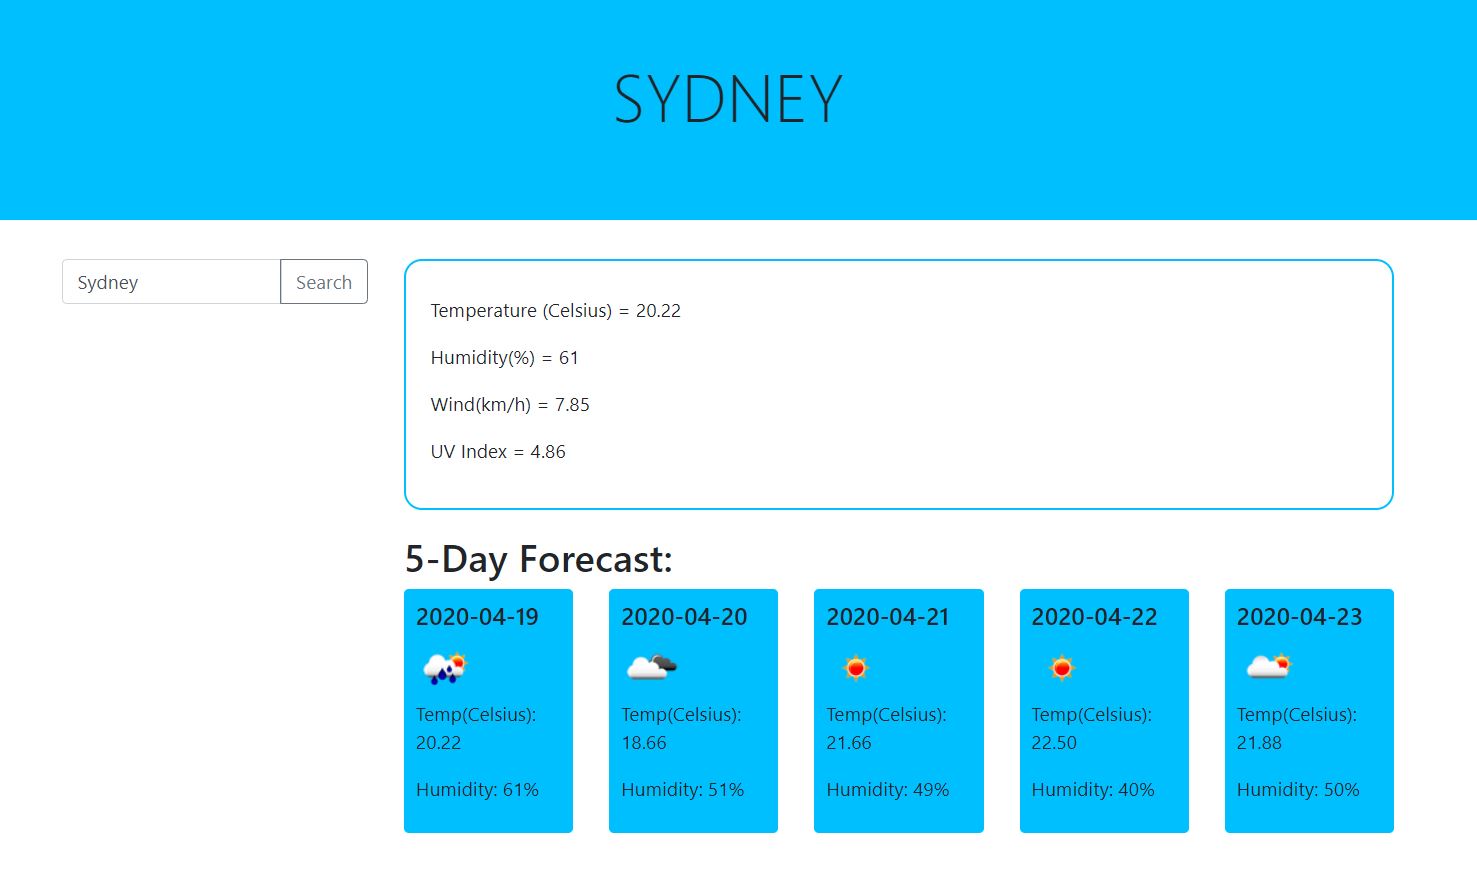 SYDNEY
Sydney
Search
Temperature (Celsius) = 20.22
Humidity(%) = 61
Wind(km/h) = 7.85
UV Index = 4.86
5-Day Forecast:
2020-04-19
Temp(Celsius):
20.22
Humidity: 61%
2020-04-20
Temp(Celsius):
18.66
Humidity: 51%
2020-04-21
Temp(Celsius):
21.66
Humidity: 49%
2020-04-22
Temp(Celsius):
22.50
Humidity: 40%
2020-04-23
Temp(Celsius):
21.88
Humidity: 50%